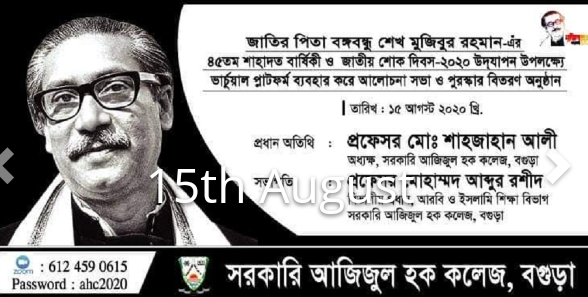 জাতির পিতা বঙ্গবন্ধু শেখ মুজিবুর রহমান-এঁর
৪৫তম শাহাদত বার্ষিকী ও জাতীয় শোক দিবস-২০২০ উদ্‌যাপন উপলক্ষ্যে
ভার্চুয়াল প্লাটফর্ম ব্যবহার করে আলোচনা সভা ও পুরস্কার বিতরণ অনুষ্ঠান
তারিখ : ১৫ আগস্ট ২০২০ খ্রি.
প্রধান অতিথি : প্রফেসর মোঃ শাহজাহান আলী
অধ্যক্ষ, সরকারি আজিজুল হক কলেজ, বগুড়া
15th August
মোহাম্মদ আব্দুর রশীদ
আরবি ও ইসলামি শিক্ষা বিভাগ
সরকারি আজিজুল হক কলেজ, বগুড়া
zoom : 612 459 0615
Password : ahc2020
সরকারি আজিজুল হক কলেজ, বগুড়া